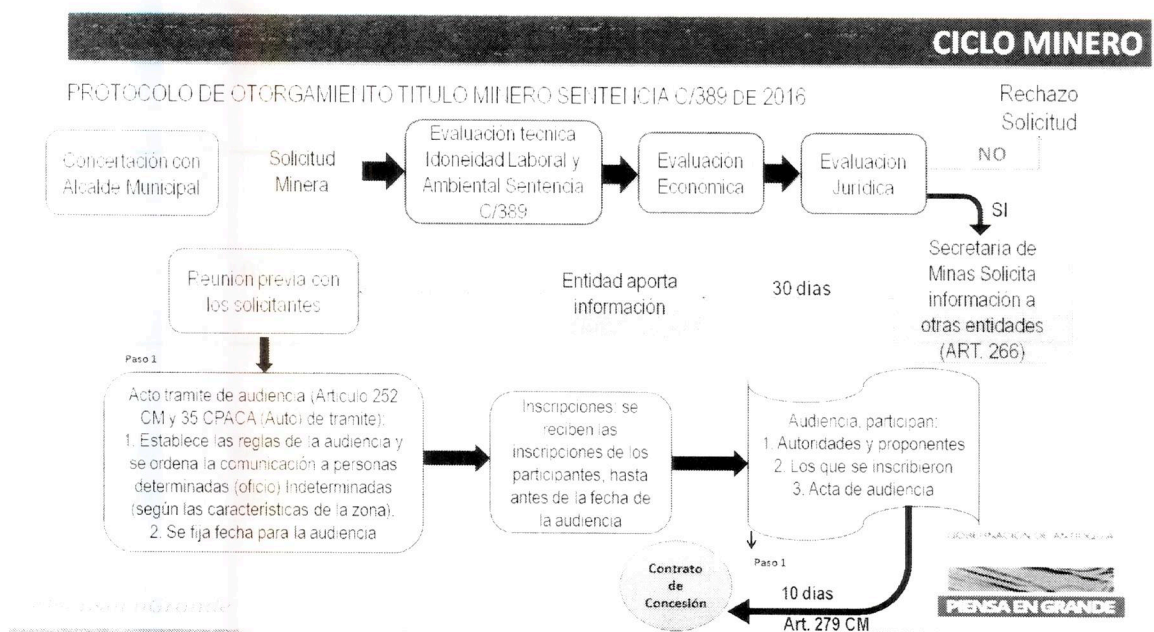 CICLO MINERO
PROTOCOLO DE OTORGAMIENTO TITULO MINERO SENTENCIA C/389 DE 2016
Rechazo
Solicitud
Concertación con
Alcalde Municipal
Solicitud
Minera
Evaluación tecnica
Idoneidad Laboral y
Ambiental Sentencia
C/389
Evaluación
Economica
Evaluacion
Juridica
NO
SI
Secretaria de
Minas Solicita
información a
otras entidades
(ART. 266)
Reunion previa con
los solicitantes
Entidad aporta
información
30 dias
Paso 1
Acto tramite de audiencia (Articulo 252
CM y 35 CPACA (Auto) de tramite):
1. Establece las reglas de la audiencia y
se ordena la comunicación a personas
determinadas (oficio) Indeterminadas
(según las caracteristicas de la zona).
2. Se fija fecha para la audiencia
Inscripciones, se
reciben las
inscripciones de los
participantes, hasta
antes de la fecha de
la audiencia
Audiencia, participan:
1. Autoridades y proponentes
2. Los que se inscribieron
3. Acta de audiencia
Paso 1
Contrato
de
Concesión
10 dias
Art. 279 CM
GOBERNACIÓN DE ANTIOQUIA
PIENSA EN GRANDE